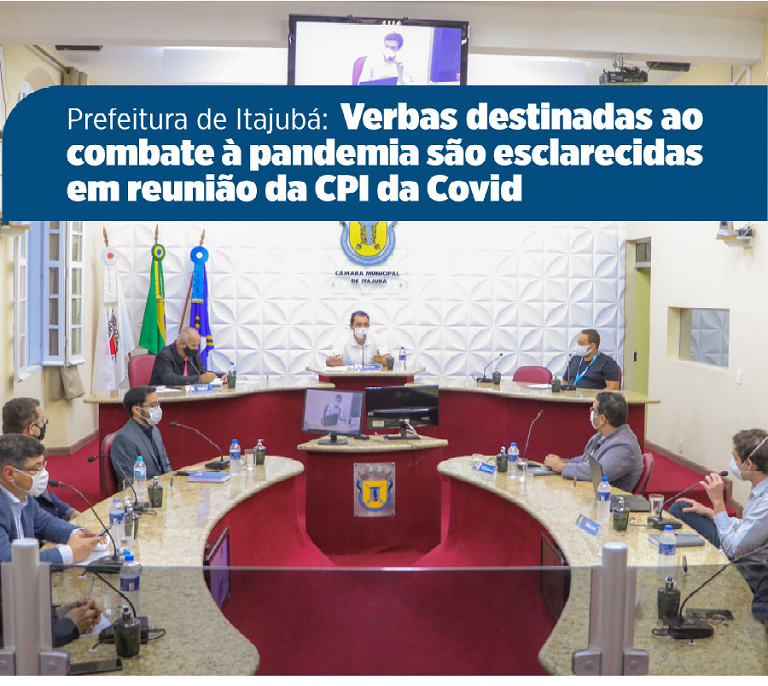 Prefeitura de Itajubá: Verbas destinadas ao
combate à pandemia são esclarecidas
em reunião da CPI da Covid
CÂMARA MUNICIPAL
DE ITAJUBÁ